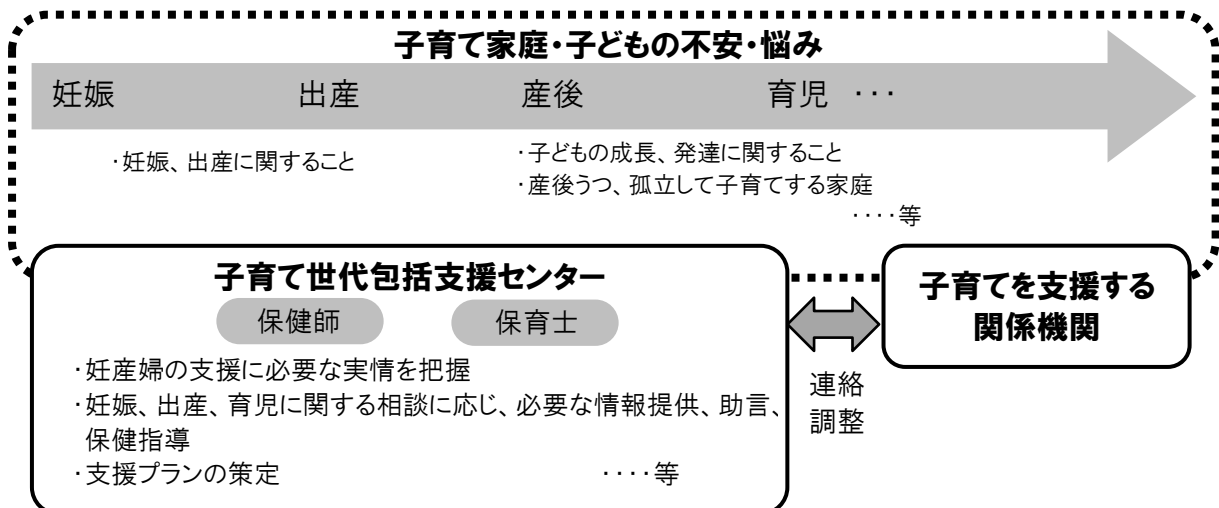 子育て家庭・子どもの不安・悩み
妊娠 出産 産後 育児 ・・・
・妊娠、出産に関すること
・子どもの成長、発達に関すること
・産後うつ、孤立して子育てする家庭
・・・・等
子育て世代包括支援センター
保健師 保育士
・妊産婦の支援に必要な実情を把握
・妊娠、出産、育児に関する相談に応じ、必要な情報提供、助言、
保健指導
・支援プランの策定 ・・・・等
連絡
調整
子育てを支援する
関係機関